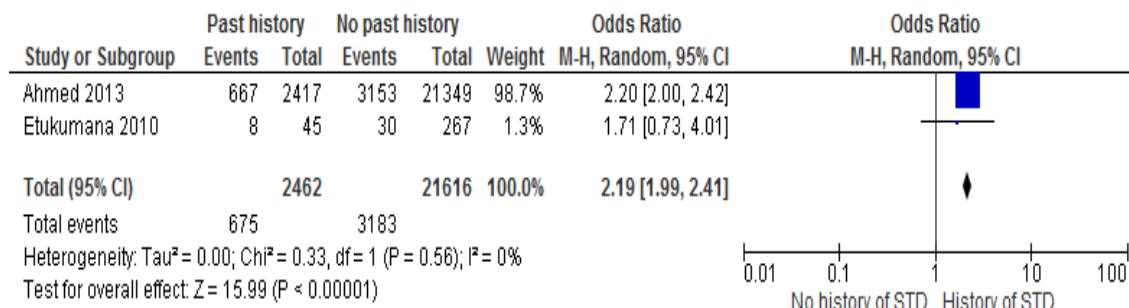 Past history No past history Odds Ratio Odds Ratio
Study or Subgroup Events Total Events Total Weight M-H, Random, 95% CI M-H, Random, 95% CI
Ahmed 2013 667 2417 3153 21349 98.7% 2.20 [2.00, 2.42]
Etukumana 2010 8 45 30 267 1.3% 1.71 [0.73, 4.01]
Total (95% CI) 2462 21616 100.0% 2.19 [1.99, 2.41]
Total events 675 3183
Heterogeneity: Tau² = 0.00; Chi² = 0.33, df = 1 (P = 0.56); I² = 0%
Test for overall effect: Z = 15.99 (P < 0.00001)
0.01 0.1 1 10 100
No history of STD History of STD